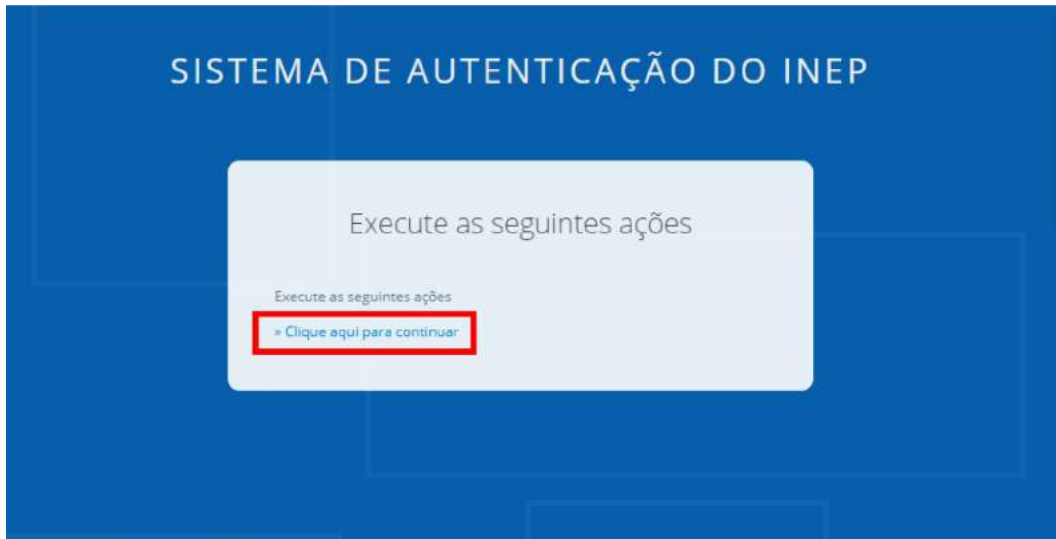 SISTEMA DE AUTENTICAÇÃO DO INEP
Execute as seguintes ações
Execute as seguintes ações
» Clique aqui para continuar